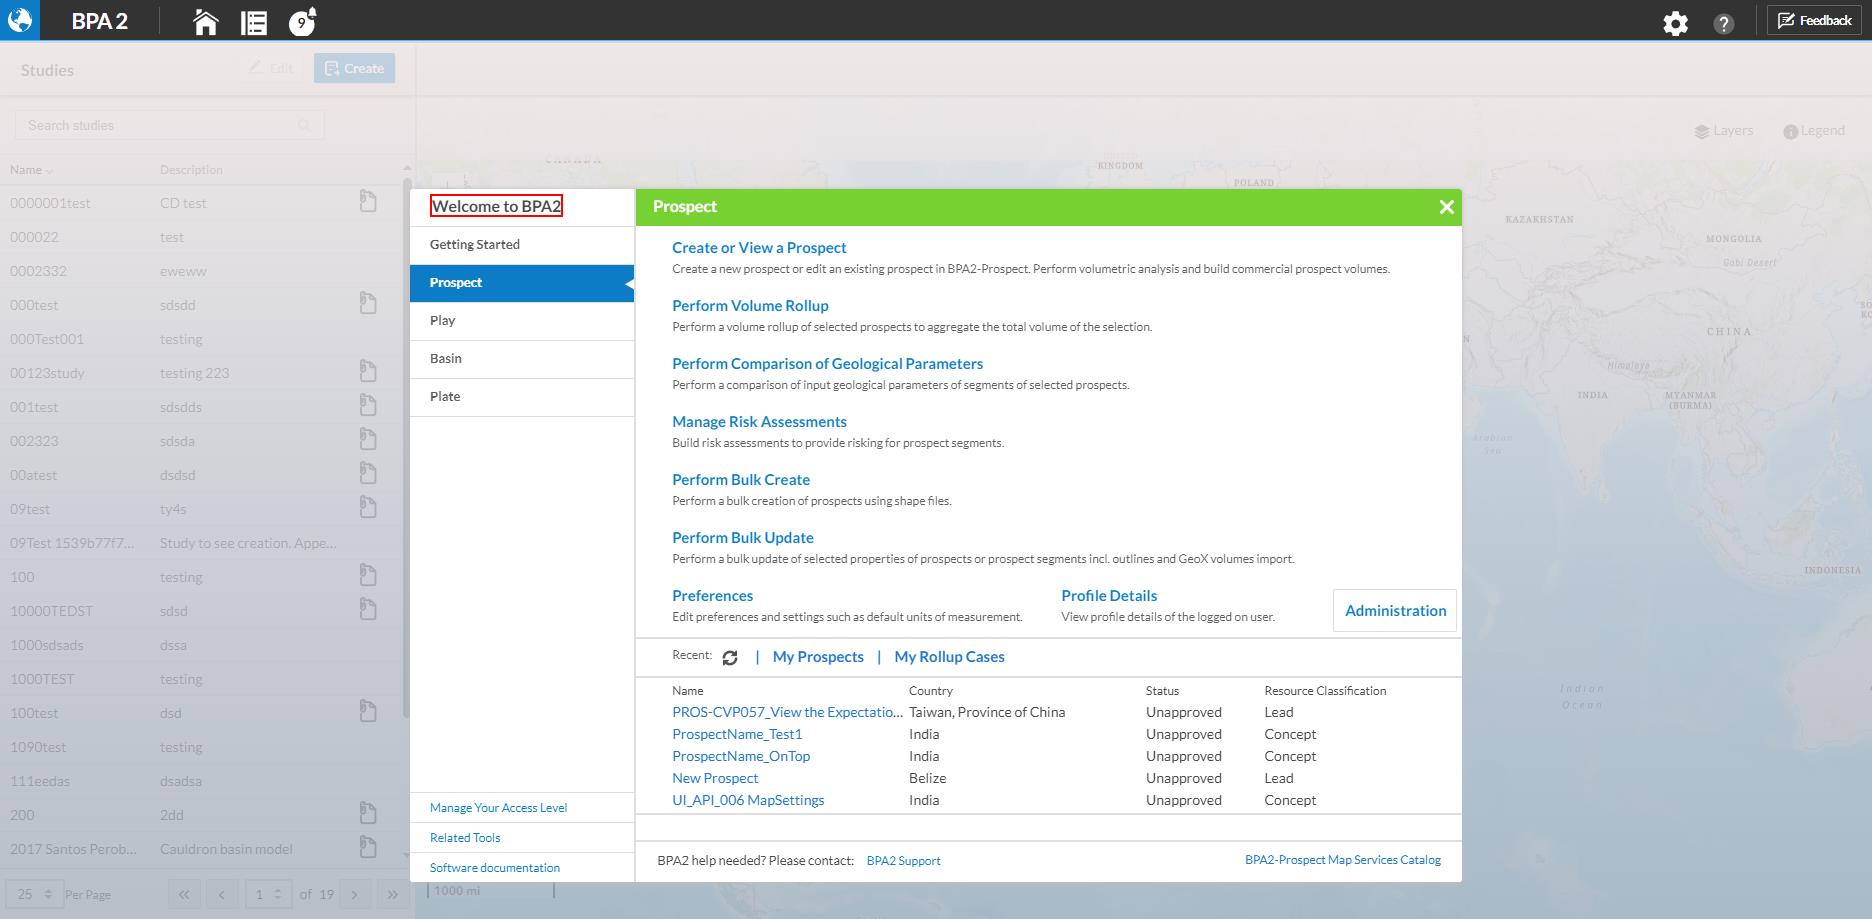 BPA 2
9
?
Feedback
Studies
Edit
Create
Search studies
Layers
Legend
Name
Description
0000001test CD test
000022 test
0002332 eweww
000test sdsdd
000Test001 testing
00123study testing 223
001test sdsdds
002323 sdsda
00atest dsdsd
09test ty4s
09Test 1539b77f7... Study to see creation. Appe...
100 testing
10000TEDST sdsd
1000sdsads dssa
1000TEST testing
100test dsd
1090test testing
111eedas dsadsa
200 2dd
2017 Santos Perob... Cauldron basin model
25 Per Page « < 1 of 19 > »
Welcome to BPA2
Getting Started
Prospect
Play
Basin
Plate
Manage Your Access Level
Related Tools
Software documentation
Prospect
Create or View a Prospect
Create a new prospect or edit an existing prospect in BPA2-Prospect. Perform volumetric analysis and build commercial prospect volumes.
Perform Volume Rollup
Perform a volume rollup of selected prospects to aggregate the total volume of the selection.
Perform Comparison of Geological Parameters
Perform a comparison of input geological parameters of segments of selected prospects.
Manage Risk Assessments
Build risk assessments to provide risking for prospect segments.
Perform Bulk Create
Perform a bulk creation of prospects using shape files.
Perform Bulk Update
Perform a bulk update of selected properties of prospects or prospect segments incl. outlines and GeoX volumes import.
Preferences
Edit preferences and settings such as default units of measurement.
Profile Details
View profile details of the logged on user.
Administration
Recent: | My Prospects | My Rollup Cases
Name Country Status Resource Classification
PROS-CVP057_View the Expectatio... Taiwan, Province of China Unapproved Lead
ProspectName_Test1 India Unapproved Concept
ProspectName_OnTop India Unapproved Concept
New Prospect Belize Unapproved Lead
UI_API_006 MapSettings India Unapproved Concept
BPA2 help needed? Please contact: BPA2 Support
BPA2-Prospect Map Services Catalog
CANADA
KINGDOM
POLAND
KAZAKHSTAN
MONGOLIA
Gobi Desert
CHINA
Himalaya
INDIA
MYANMAR
(BURMA)
Arabian
Sea
INDONESIA
Indian
Ocean
1000 mi